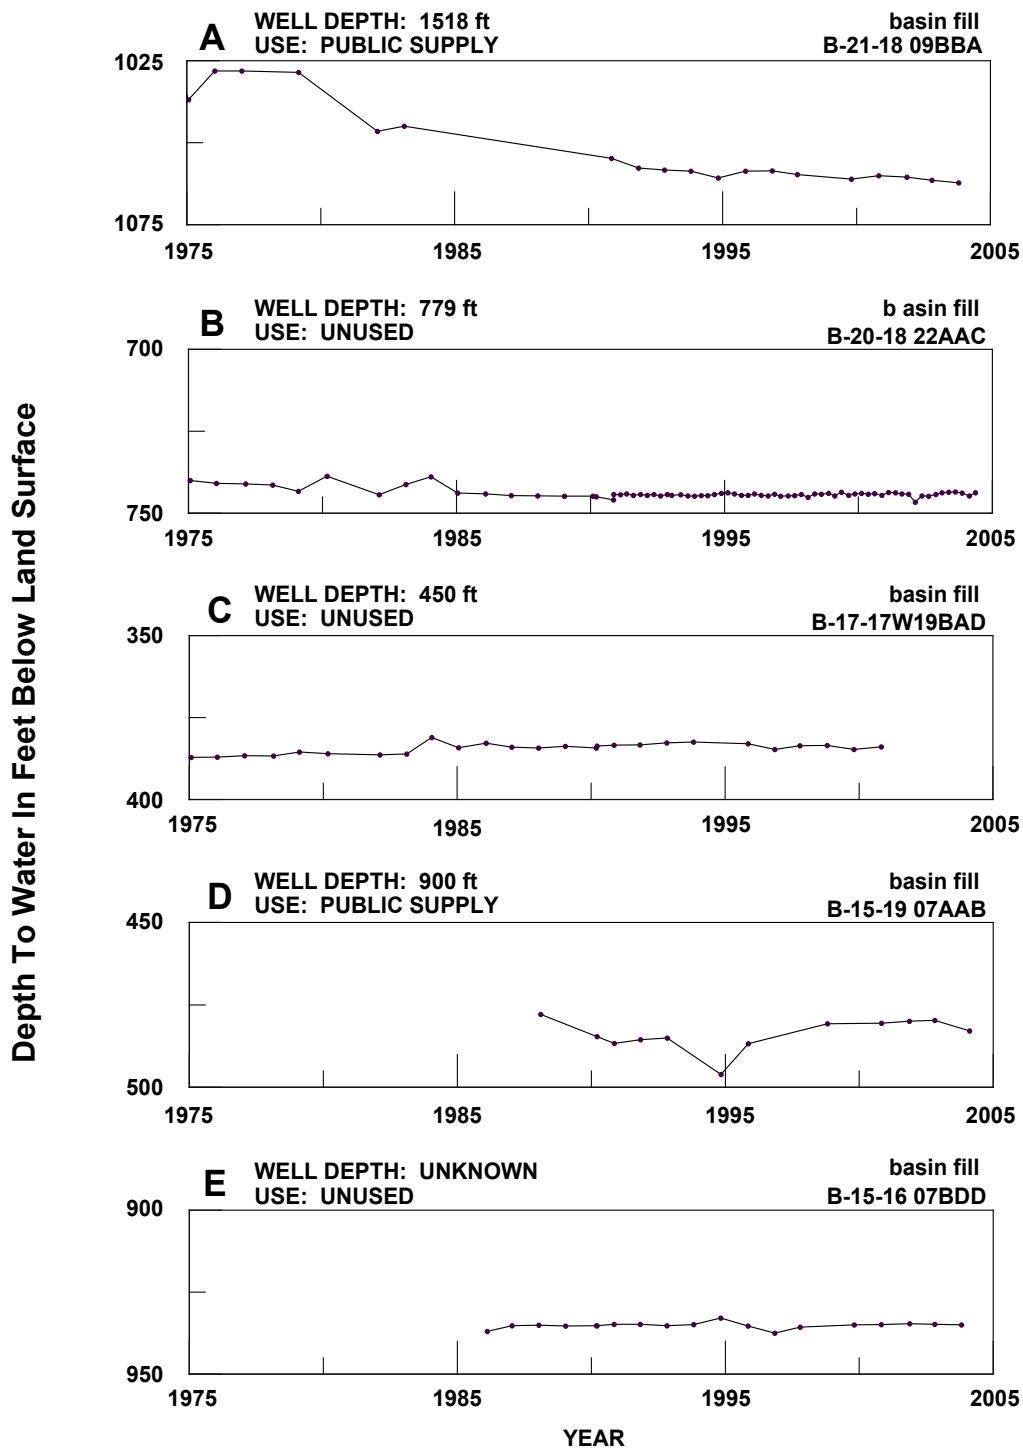 A
WELL DEPTH: 1518 ft
USE: PUBLIC SUPPLY
basin fill
B-21-18 09BBA
1025
1075
1975 1985 1995 2005
B
WELL DEPTH: 779 ft
USE: UNUSED
b asin fill
B-20-18 22AAC
700
750
1975 1985 1995 2005
C
WELL DEPTH: 450 ft
USE: UNUSED
basin fill
B-17-17W19BAD
350
400
1975 1985 1995 2005
D
WELL DEPTH: 900 ft
USE: PUBLIC SUPPLY
basin fill
B-15-19 07AAB
450
500
1975 1985 1995 2005
E
WELL DEPTH: UNKNOWN
USE: UNUSED
basin fill
B-15-16 07BDD
900
950
1975 1985 1995 2005
YEAR
Depth To Water In Feet Below Land Surface